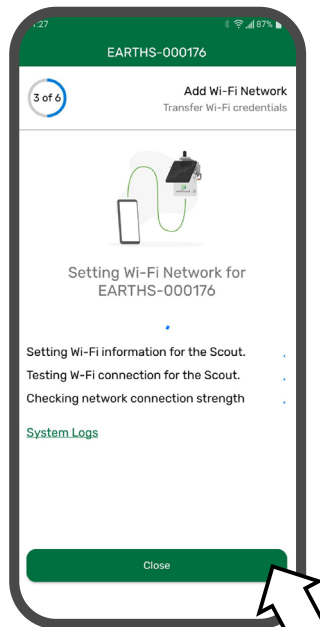 :27
87%
EARTHS-000176
3 of 6
Add Wi-Fi Network
Transfer Wi-Fi credentials
Setting Wi-Fi Network for
EARTHS-000176
Setting Wi-Fi information for the Scout.
Testing W-Fi connection for the Scout.
Checking network connection strength
System Logs
Close